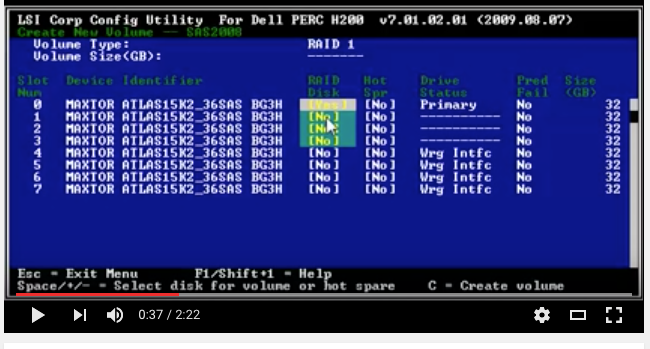 LSI Corp Config Utility For Dell PERC H200 v7.01.02.01 (2009.08.07)
Create New Volume -- SAS2008
Volume Type: RAID 1
Volume Size(GB): --------
Slot Device Identifier RAID Hot Drive Pred Size
Num Disk Spr Status Fail (GB)
0 MAXTOR ATLAS15K2_36SAS BG3H [Yes] [No] Primary No 32
1 MAXTOR ATLAS15K2_36SAS BG3H [No] [No] ---------- No 32
2 MAXTOR ATLAS15K2_36SAS BG3H [No] [No] ---------- No 32
3 MAXTOR ATLAS15K2_36SAS BG3H [No] [No] ---------- No 32
4 MAXTOR ATLAS15K2_36SAS BG3H [No] [No] Wrg Intfc No 32
5 MAXTOR ATLAS15K2_36SAS BG3H [No] [No] Wrg Intfc No 32
6 MAXTOR ATLAS15K2_36SAS BG3H [No] [No] Wrg Intfc No 32
7 MAXTOR ATLAS15K2_36SAS BG3H [No] [No] Wrg Intfc No 32
Esc = Exit Menu F1/Shift+1 = Help
Space/+/- = Select disk for volume or hot spare C = Create volume
0:37 / 2:22